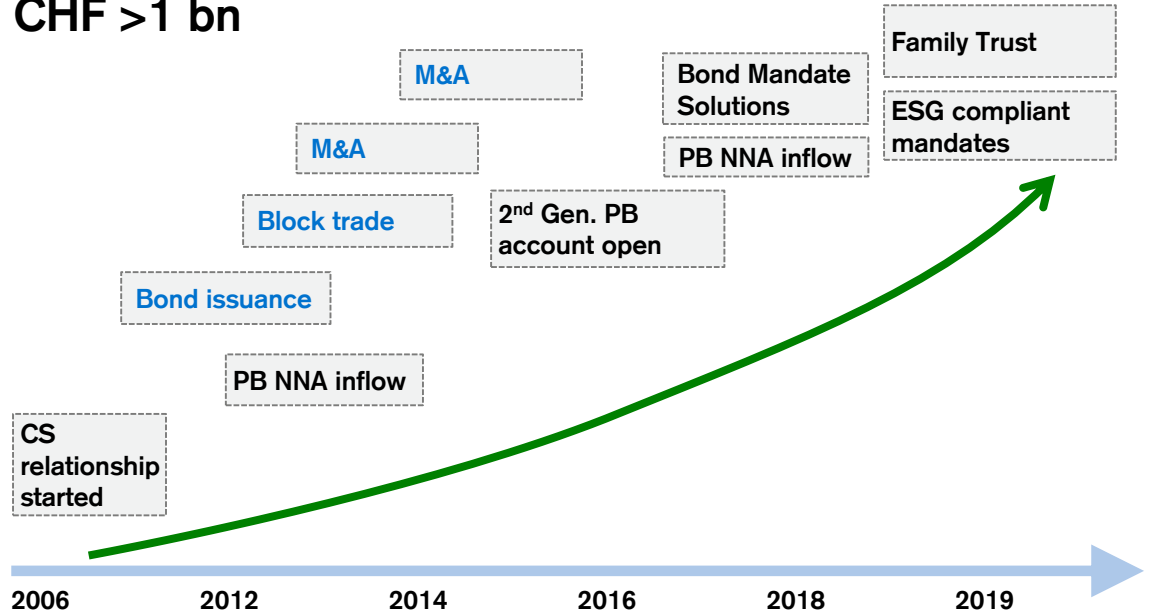 CHF >1 bn
Family Trust
M&A
Bond Mandate
Solutions
ESG compliant
mandates
M&A
PB NNA inflow
Block trade
2nd Gen. PB
account open
Bond issuance
PB NNA inflow
CS
relationship
started
2006 2012 2014 2016 2018 2019